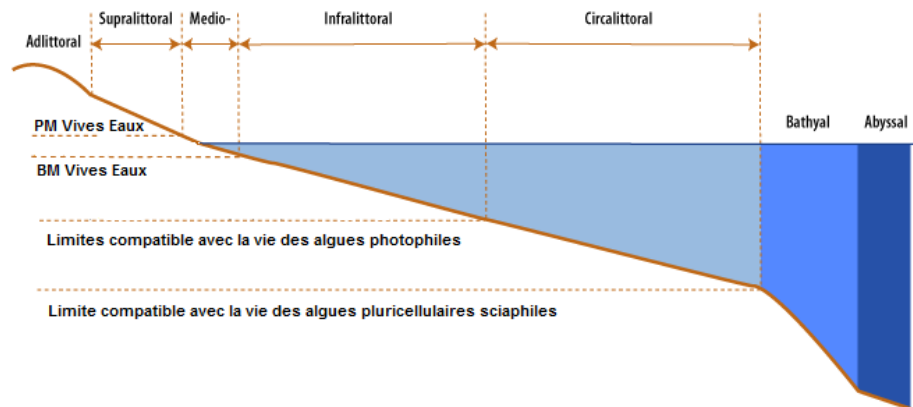 Supralittoral
Medio-
Infralittoral
Circalittoral
Adlittoral
PM Vives Eaux
Bathyal
Abyssal
BM Vives Eaux
Limites compatible avec la vie des algues photophiles
Limite compatible avec la vie des algues pluricellulaires sciaphiles